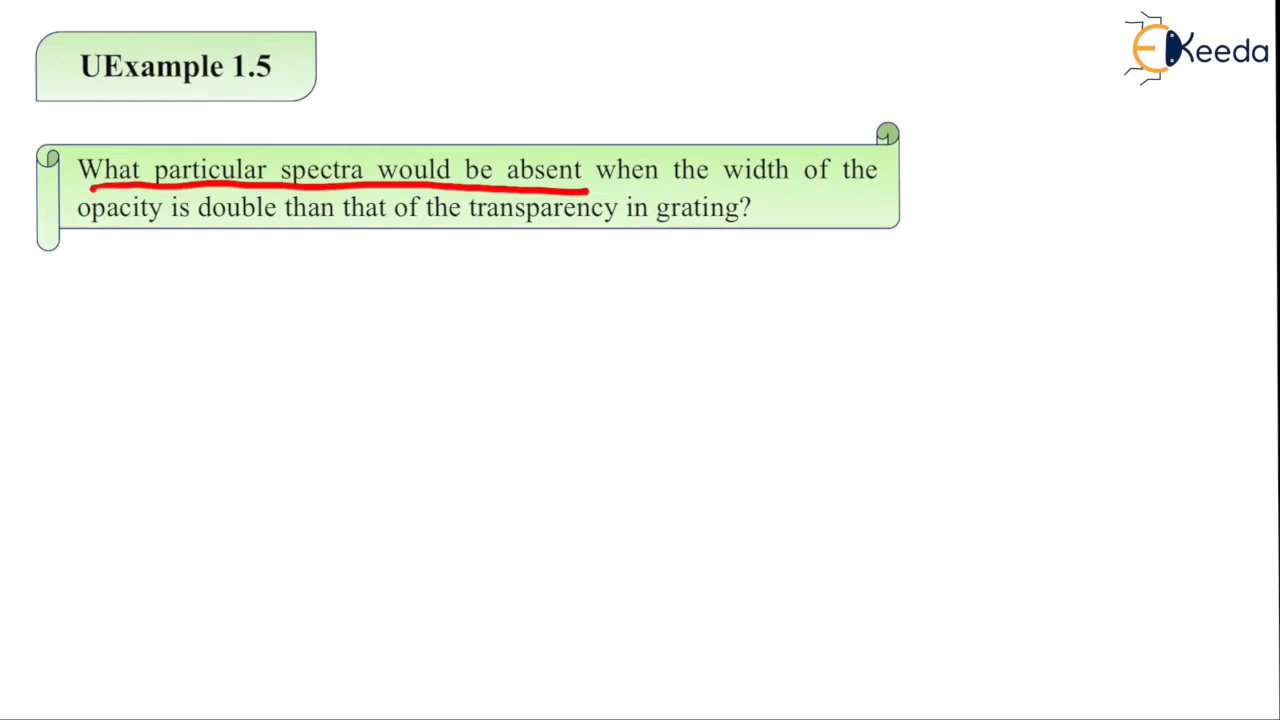 UExample 1.5
EKeeda
What particular spectra would be absent when the width of the
opacity is double than that of the transparency in grating?